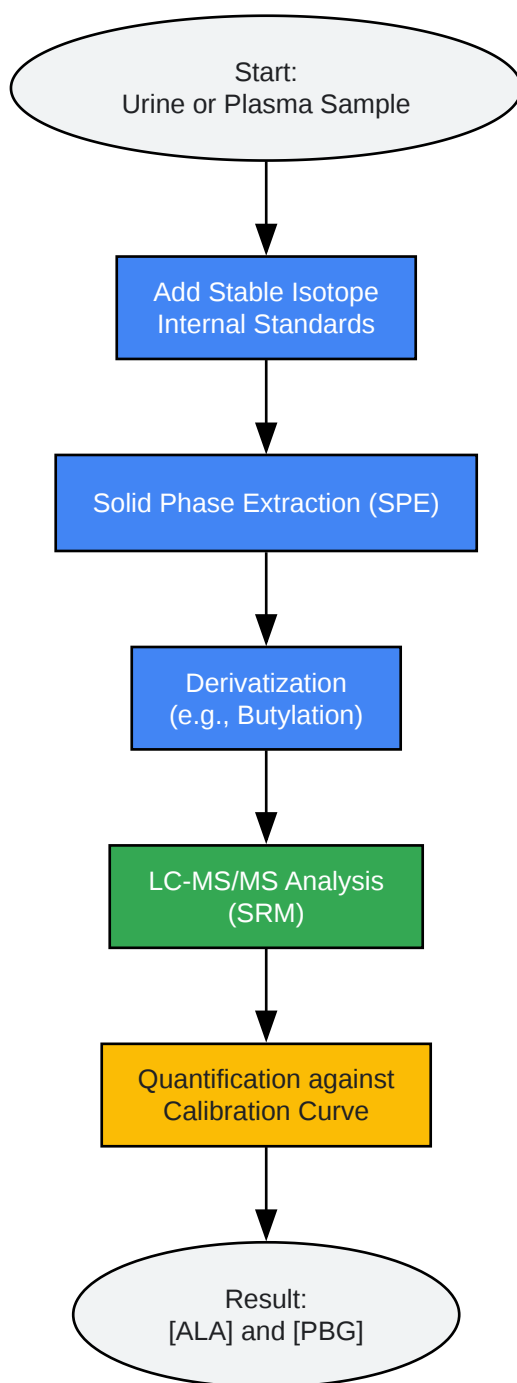 Start:
Urine or Plasma Sample
Add Stable Isotope
Internal Standards
Solid Phase Extraction (SPE)
Derivatization
(e.g., Butylation)
LC-MS/MS Analysis
(SRM)
Quantification against
Calibration Curve
Result:
[ALA] and [PBG]